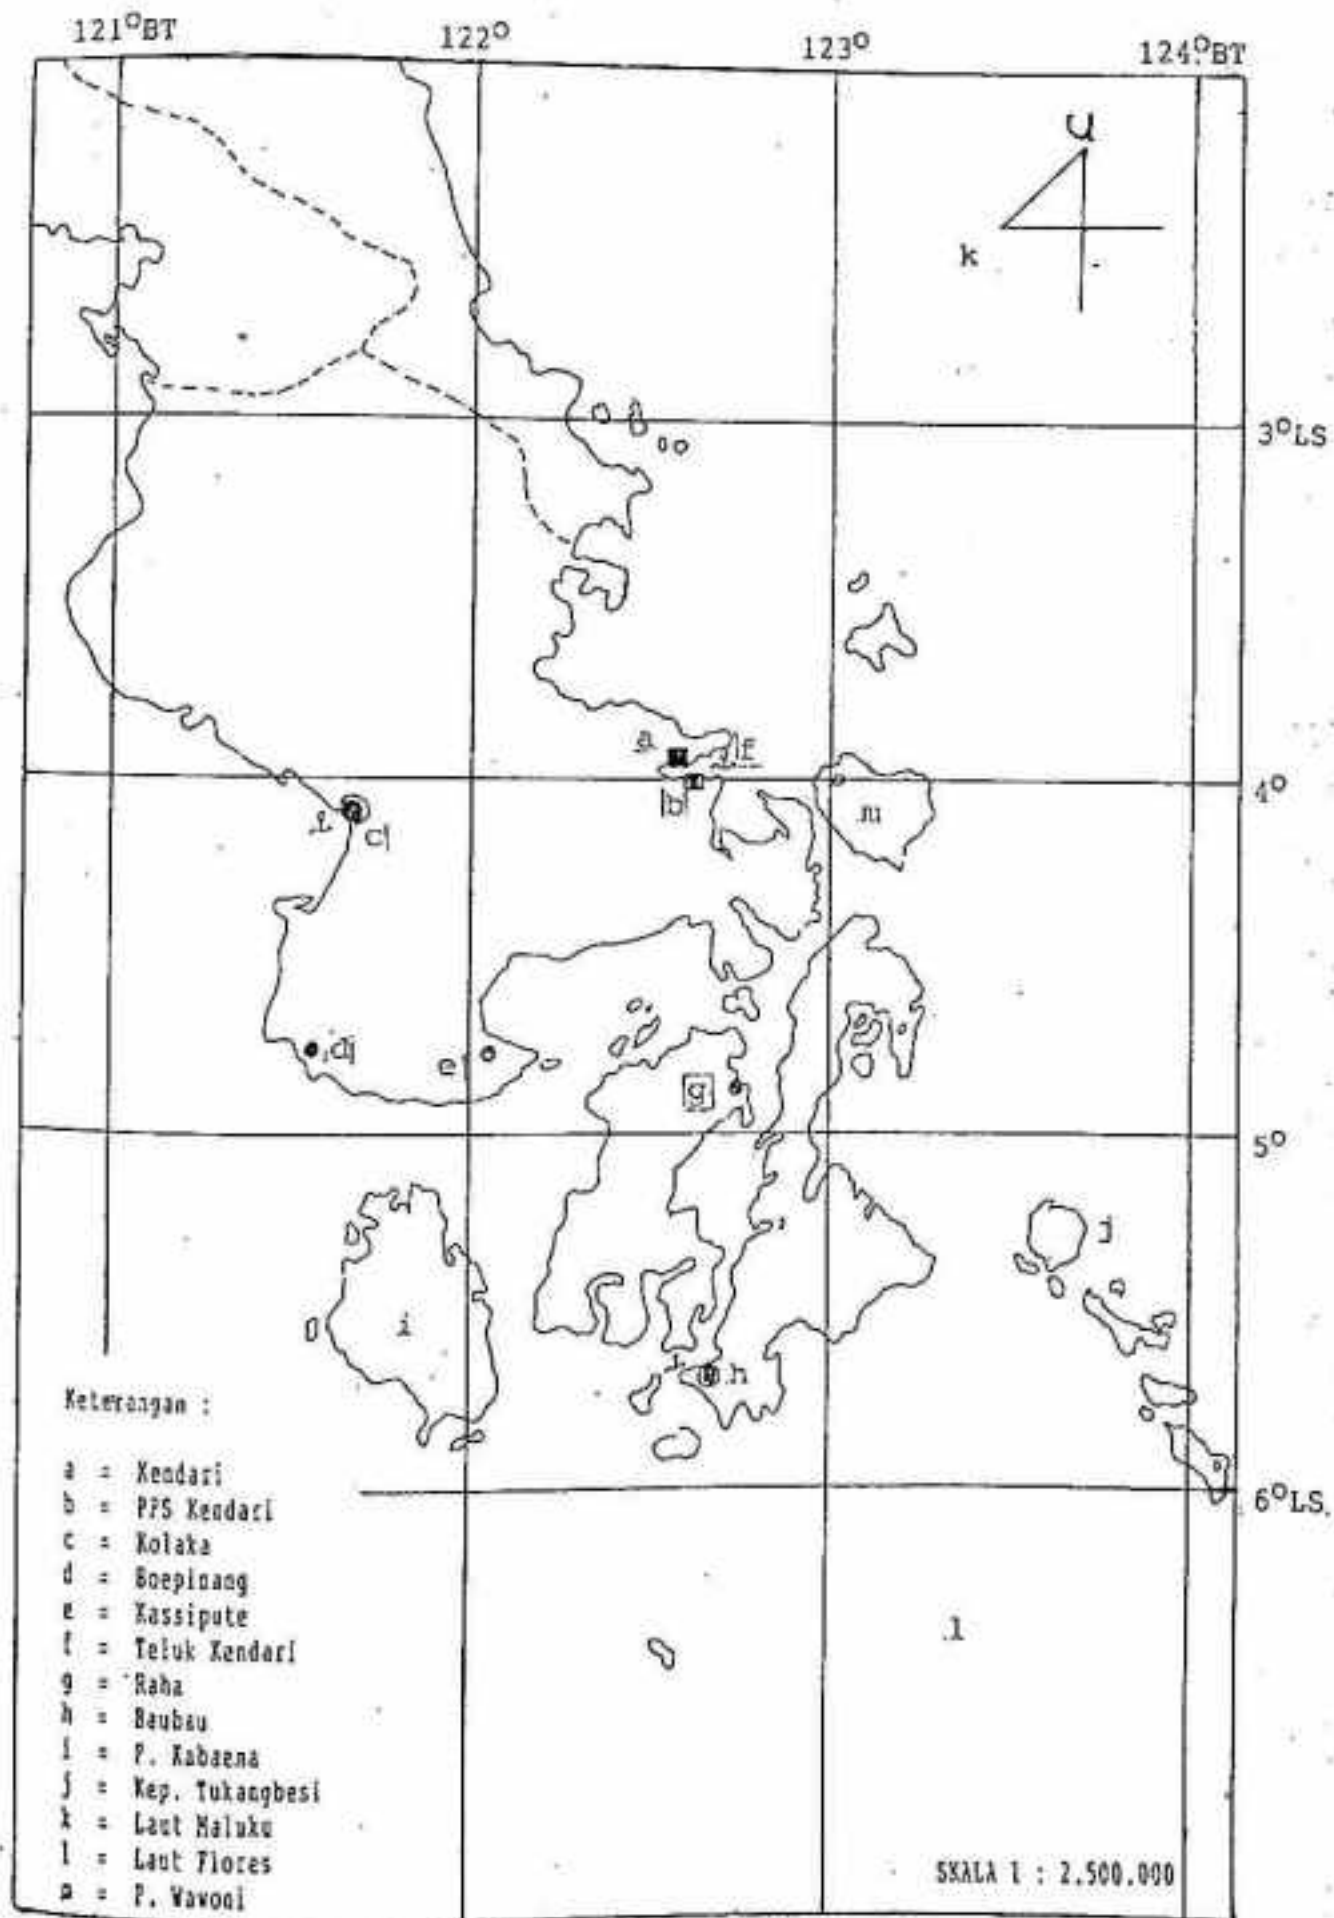 121°BT
122°
123°
124°BT
U
k
3°LS
a
f
b
4°
m
c
d
e
g
5°
j
i
h
6°LS.
l
Keterangan :
a = Kendari
b = PPS Kendari
c = Kolaka
d = Boepinang
e = Kassipute
f = Teluk Kendari
g = Raha
h = Baubau
i = P. Kabaena
j = Kep. Tukangbesi
k = Laut Maluku
l = Laut Flores
m = P. Wawoni
SKALA 1 : 2.500.000